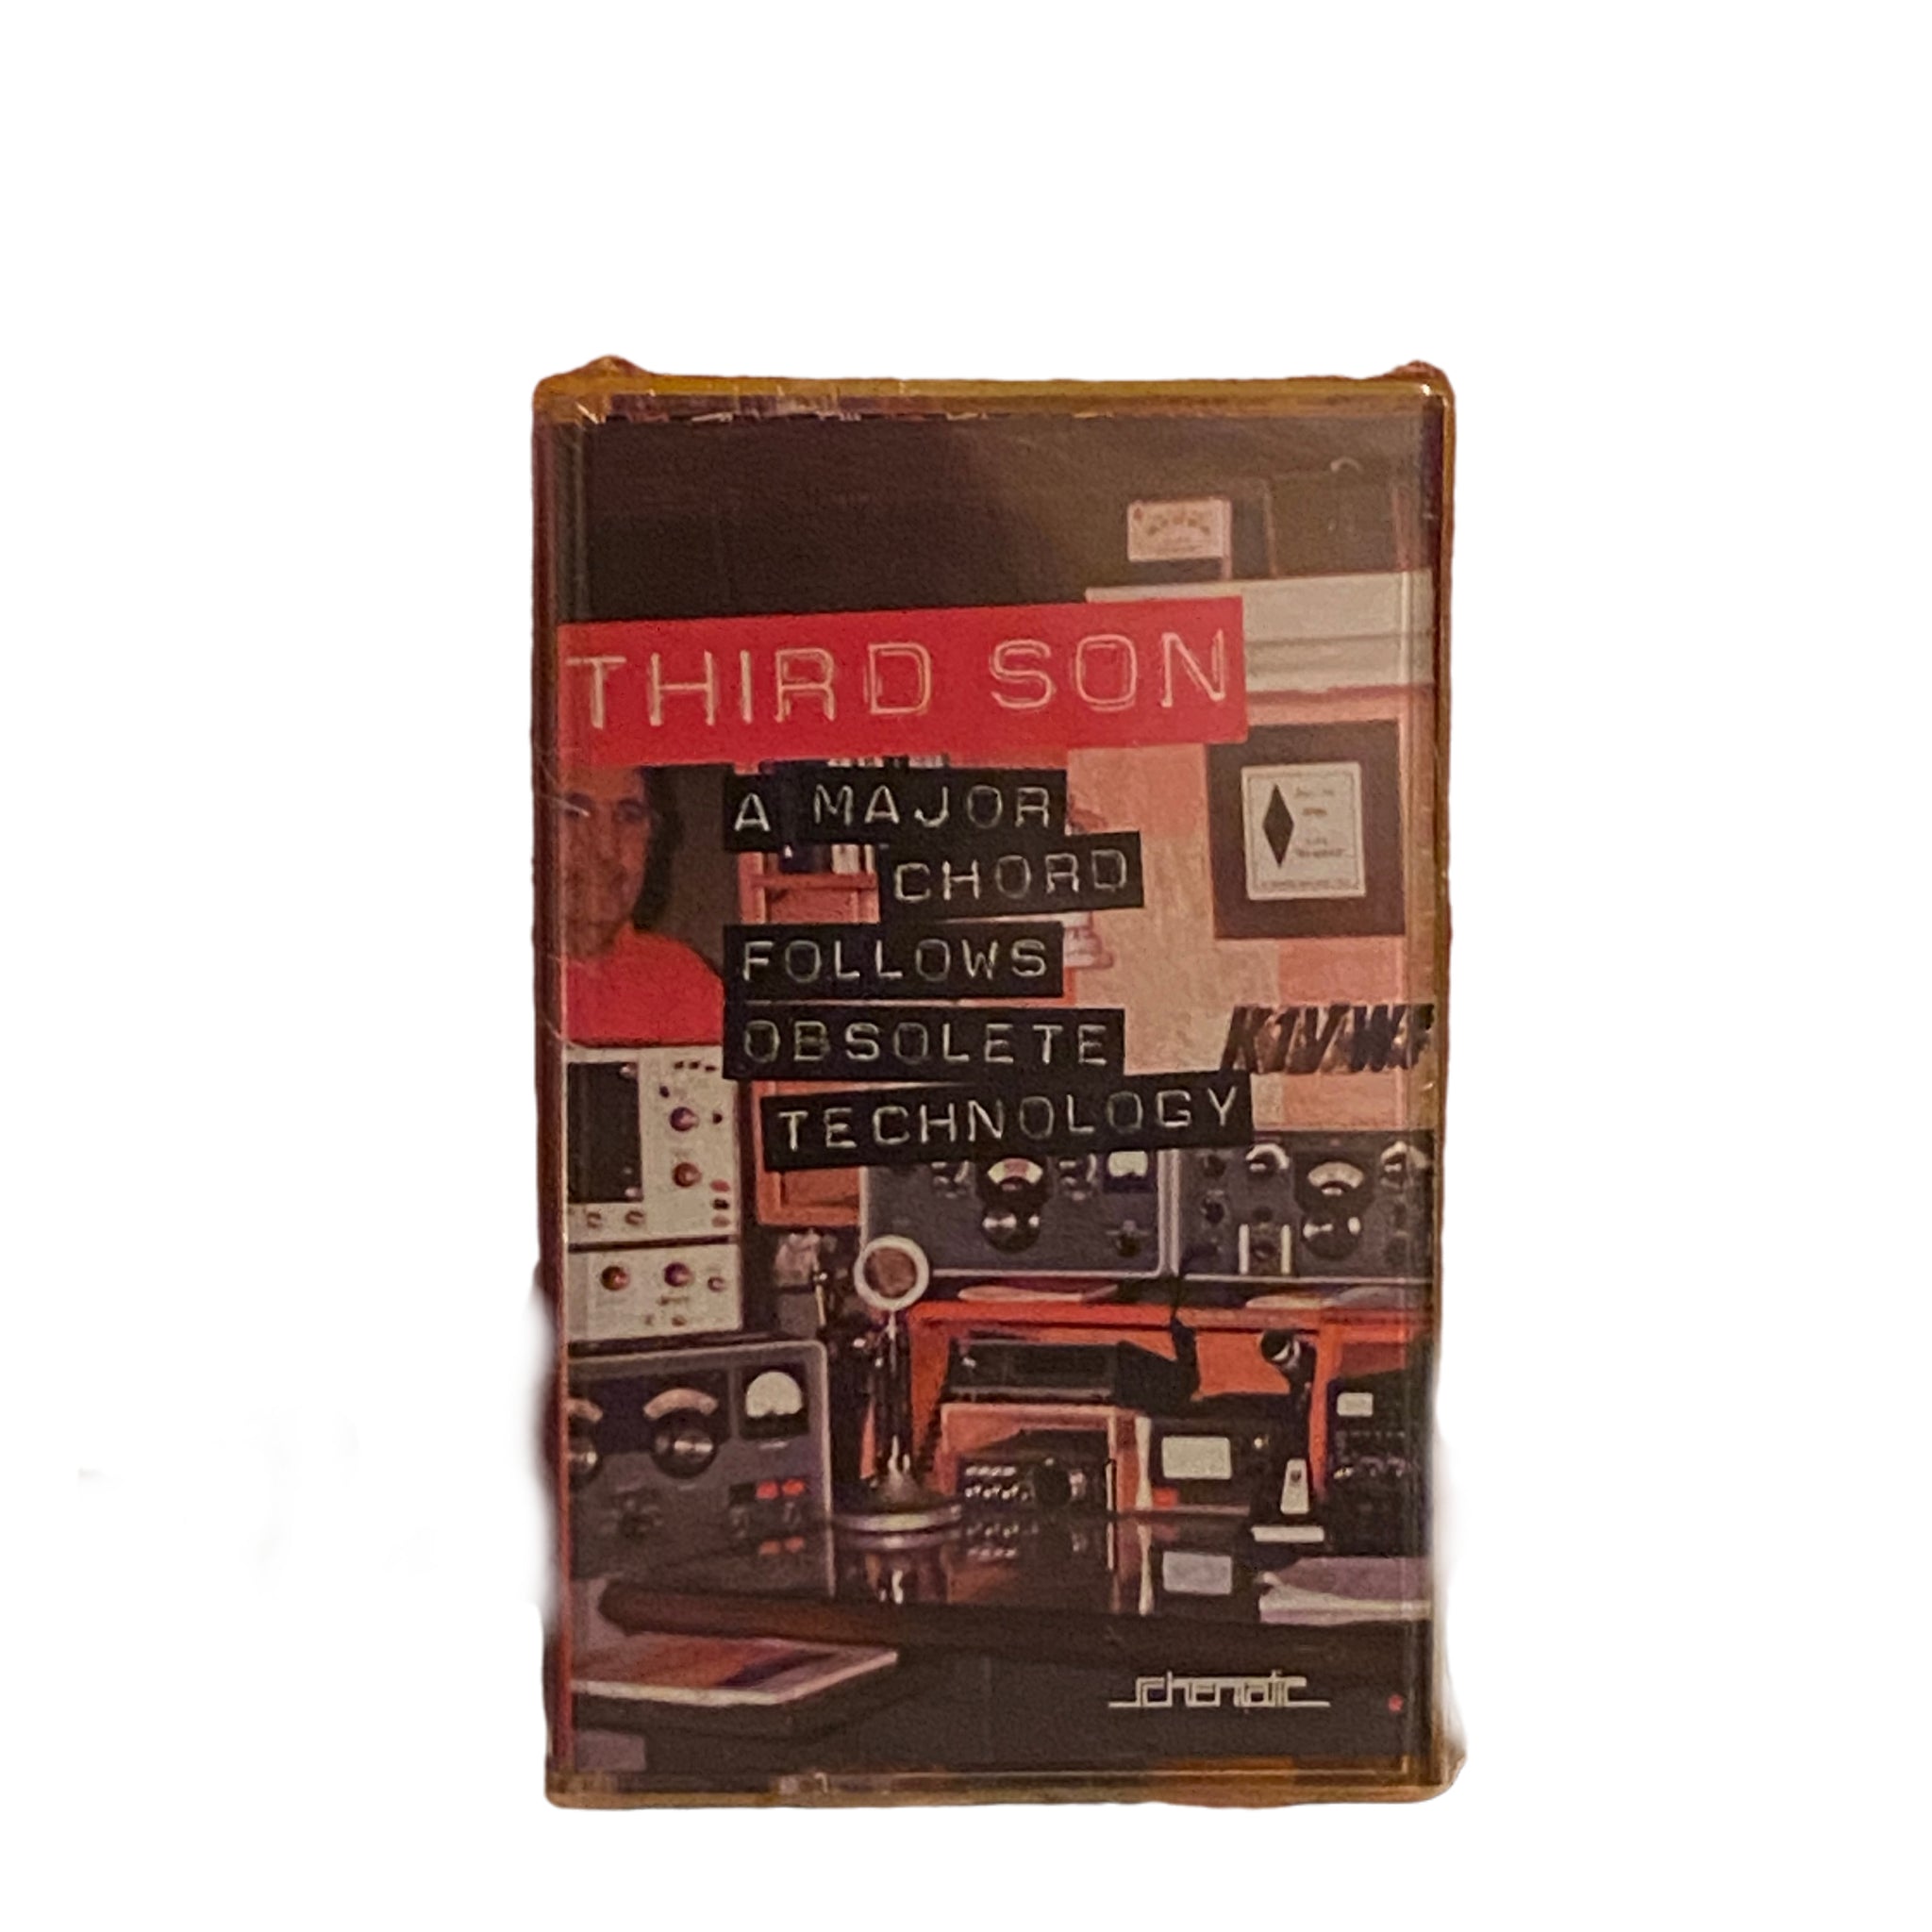 THIRD SON
A MAJOR
CHORD
FOLLOWS
OBSOLETE
TECHNOLOGY
schematic